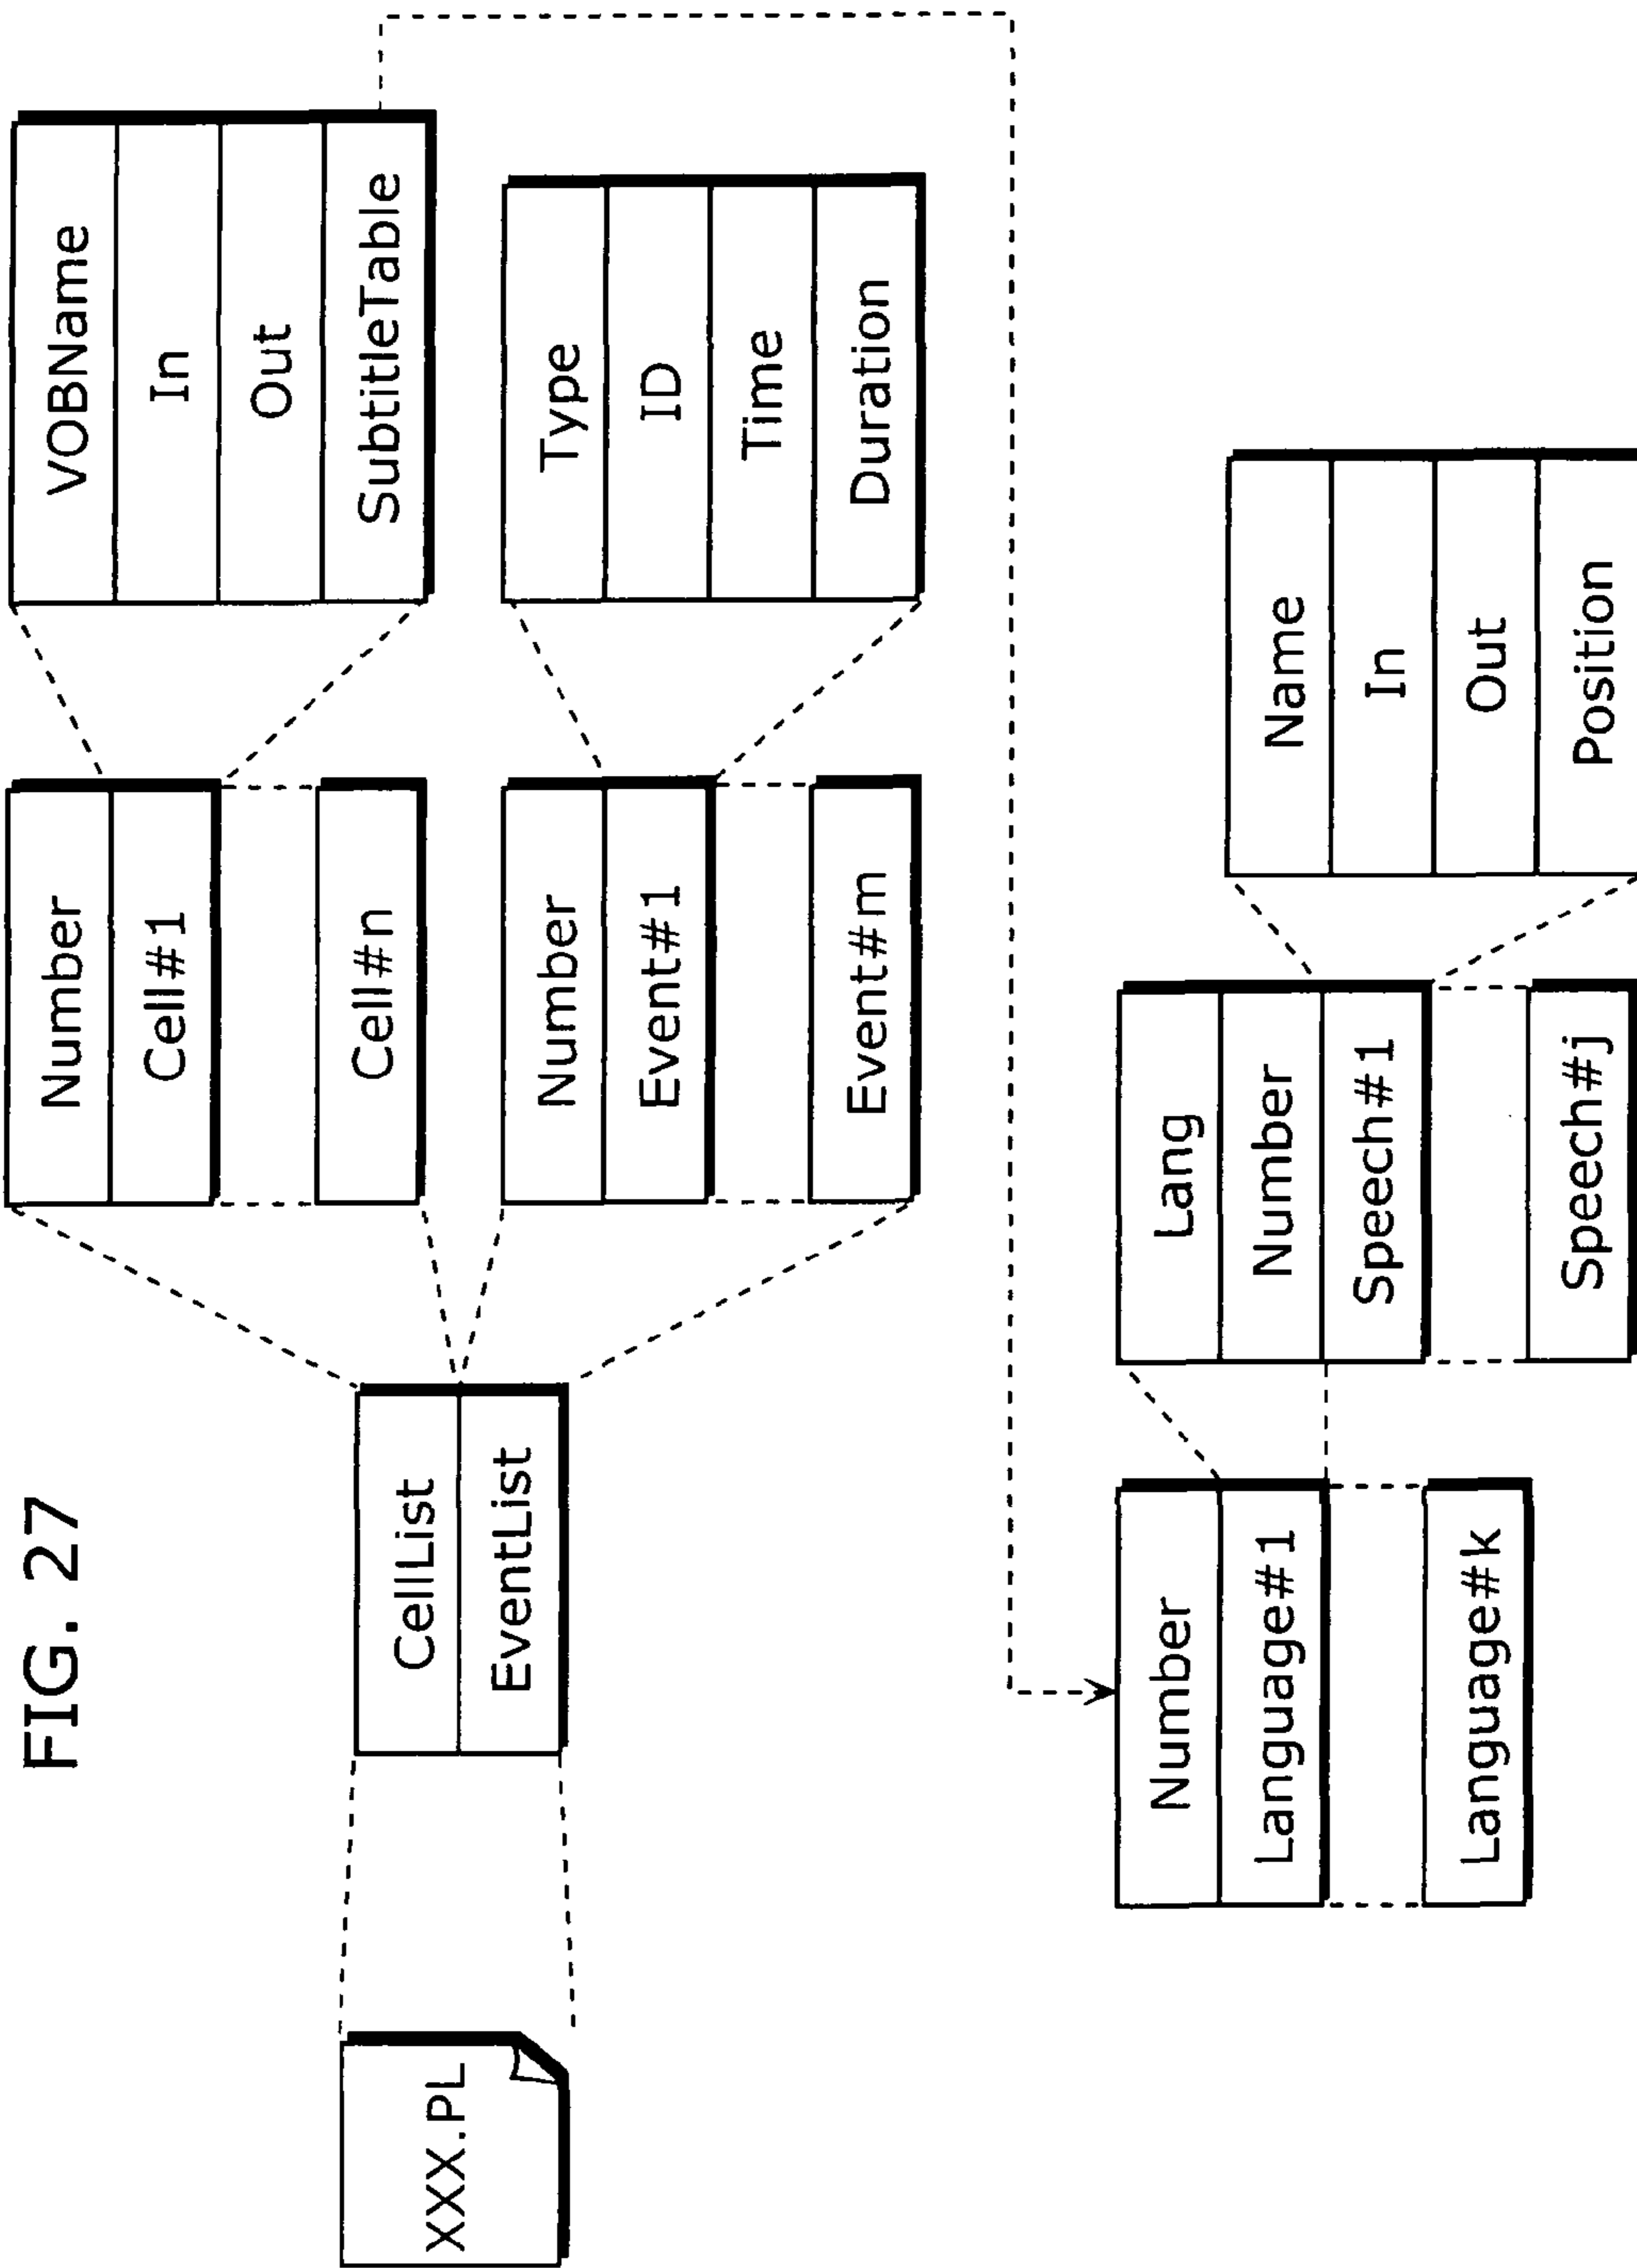 FIG. 27
XXX.PL
CellList
EventList
Number
Cell#1
Cell#n
Number
Event#1
Event#m
VOBName
In
Out
SubtitleTable
Type
ID
Time
Duration
Number
Language#1
Language#k
Lang
Number
Speech#1
Speech#j
Name
In
Out
Position